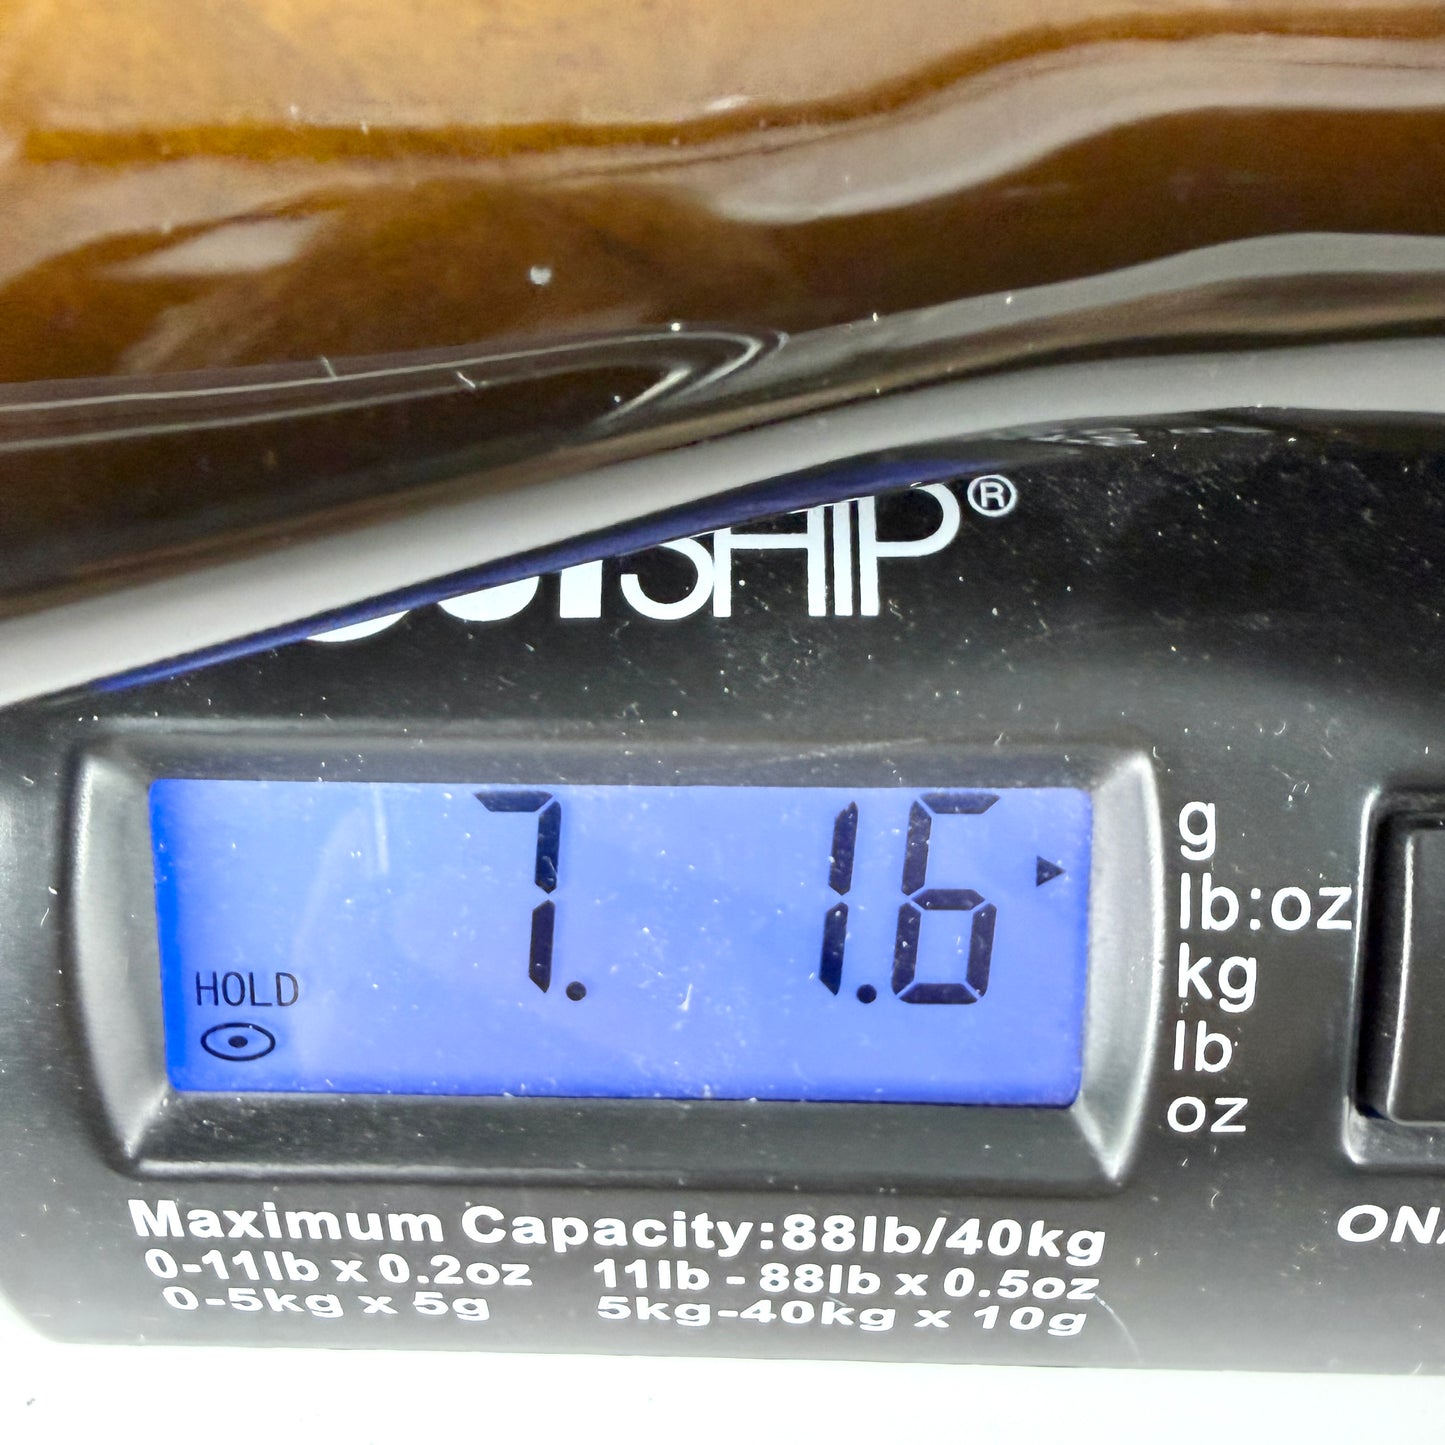 SHIP®
7. 1.6
HOLD
g
lb:oz
kg
lb
oz
Maximum Capacity:88lb/40kg
0-11lb x 0.2oz 11lb - 88lb x 0.5oz
0-5kg x 5g 5kg-40kg x 10g